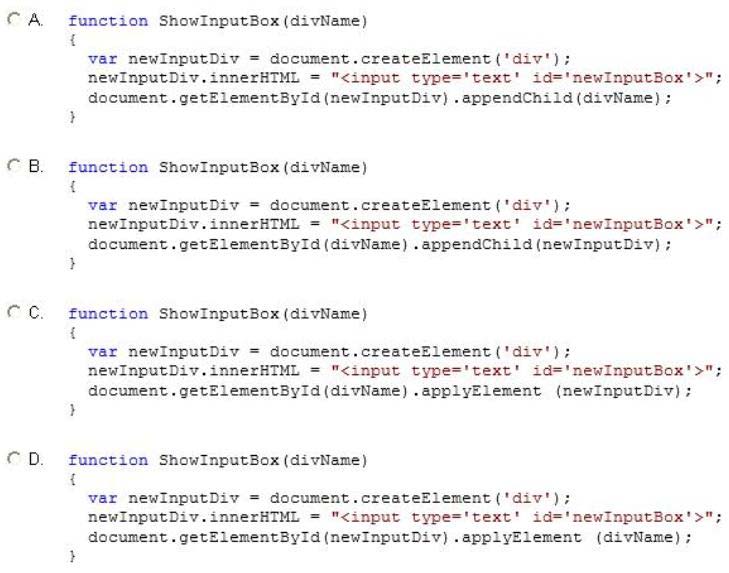 A. function ShowInputBox(divName)
{
var newInputDiv = document.createElement('div');
newInputDiv.innerHTML = "<input type='text' id='newInputBox'>";
document.getElementById(newInputDiv).appendChild(divName);
}
B. function ShowInputBox(divName)
{
var newInputDiv = document.createElement('div');
newInputDiv.innerHTML = "<input type='text' id='newInputBox'>";
document.getElementById(divName).appendChild(newInputDiv);
}
C. function ShowInputBox(divName)
{
var newInputDiv = document.createElement('div');
newInputDiv.innerHTML = "<input type='text' id='newInputBox'>";
document.getElementById(divName).applyElement (newInputDiv);
}
D. function ShowInputBox(divName)
{
var newInputDiv = document.createElement('div');
newInputDiv.innerHTML = "<input type='text' id='newInputBox'>";
document.getElementById(newInputDiv).applyElement (divName);
}